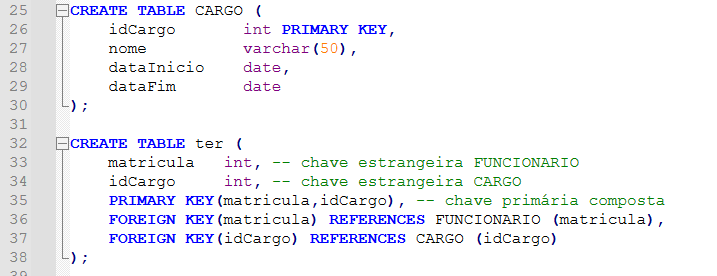 25 CREATE TABLE CARGO (
26 idCargo int PRIMARY KEY,
27 nome varchar(50),
28 dataInicio date,
29 dataFim date
30 );
31
32 CREATE TABLE ter (
33 matricula int, -- chave estrangeira FUNCIONARIO
34 idCargo int, -- chave estrangeira CARGO
35 PRIMARY KEY(matricula,idCargo), -- chave primária composta
36 FOREIGN KEY(matricula) REFERENCES FUNCIONARIO (matricula),
37 FOREIGN KEY(idCargo) REFERENCES CARGO (idCargo)
38 );